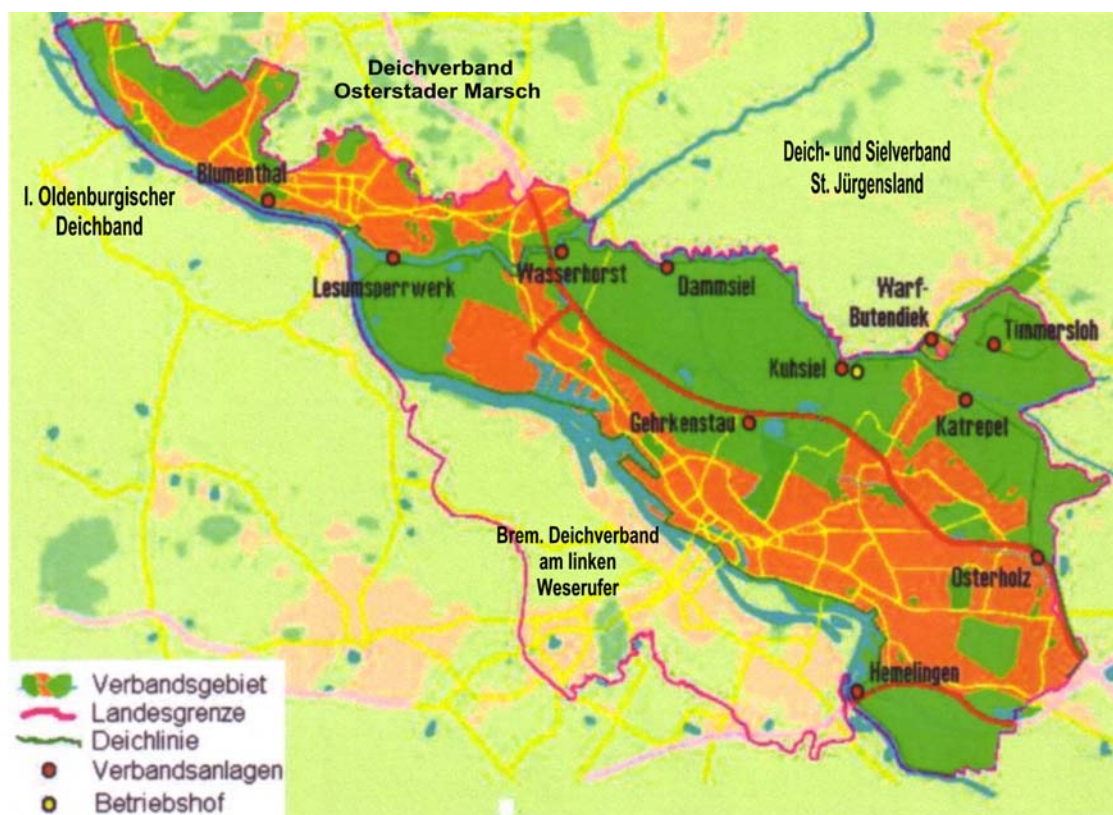 Deichverband
Osterstader Marsch
Deich- und Sielverband
St. Jürgensland
I. Oldenburgischer
Deichband
Blumenthal
Lesumsperrwerk
Wasserhorst
Dammsiel
Warf-
Butendiek
Timmersloh
Kuhsiel
Katrepel
Gehrkenstau
Brem. Deichverband
am linken
Weserufer
Osterholz
Hemelingen
Verbandsgebiet
Landesgrenze
Deichlinie
Verbandsanlagen
Betriebshof